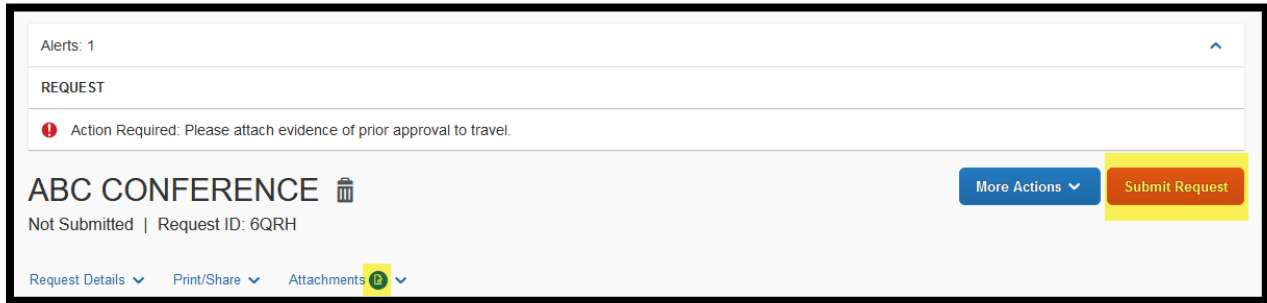 Alerts: 1
REQUEST
Action Required: Please attach evidence of prior approval to travel.
ABC CONFERENCE
More Actions
Submit Request
Not Submitted | Request ID: 6QRH
Request Details
Print/Share
Attachments